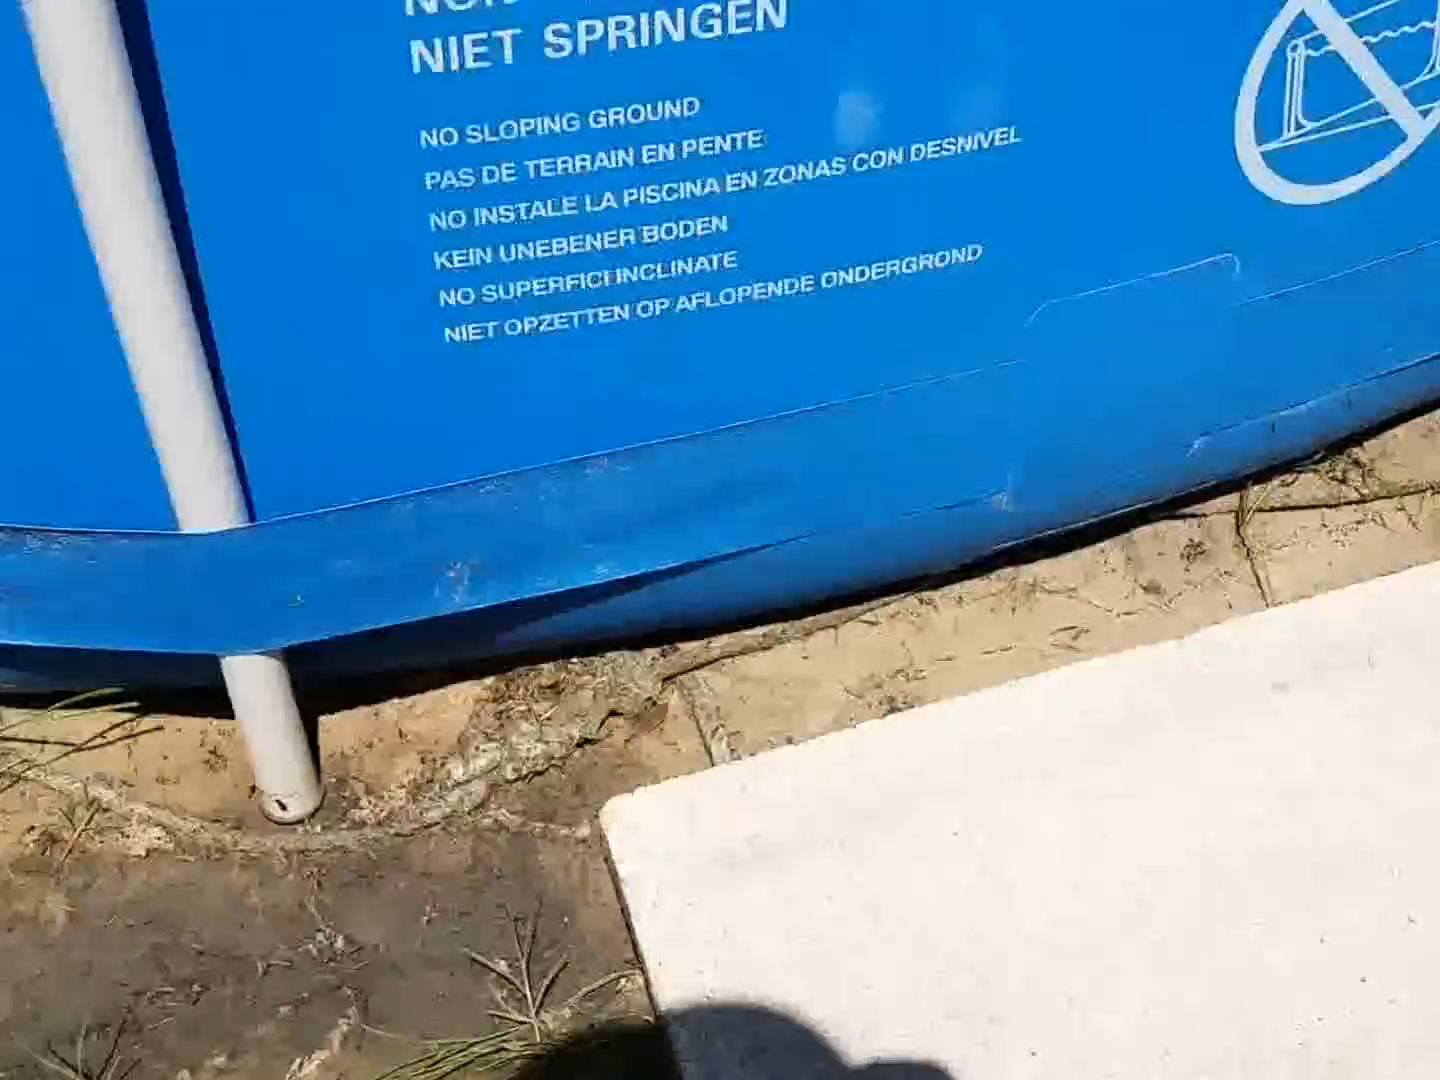 NIET SPRINGEN
NO SLOPING GROUND
PAS DE TERRAIN EN PENTE
NO INSTALE LA PISCINA EN ZONAS CON DESNIVEL
KEIN UNEBENER BODEN
NO SUPERFICI INCLINATE
NIET OPZETTEN OP AFLOPENDE ONDERGROND